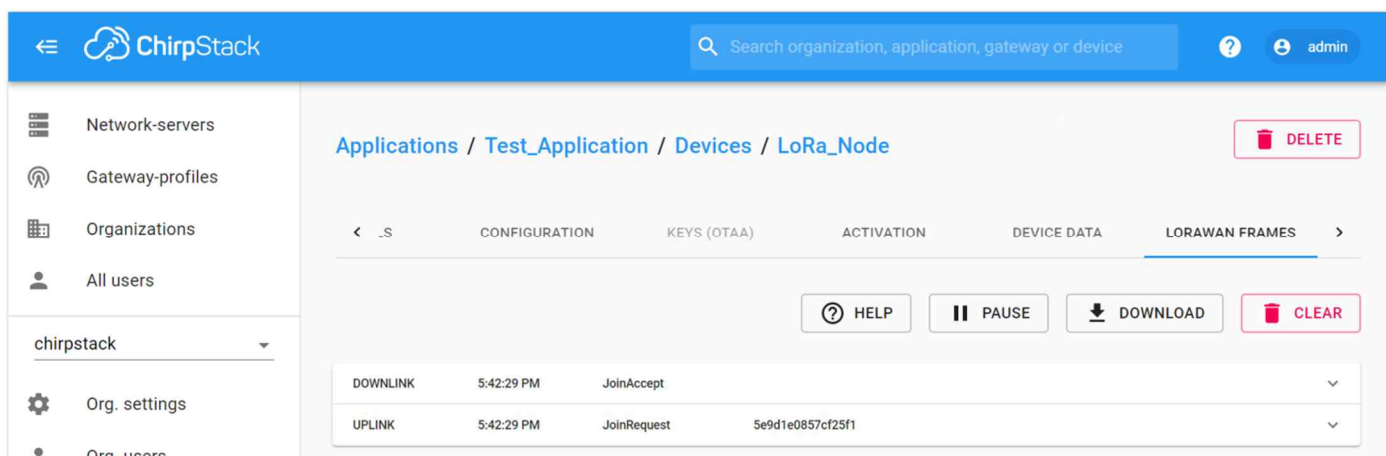 ChirpStack
Search organization, application, gateway or device
? admin
Network-servers
Gateway-profiles
Organizations
All users
chirpstack
Org. settings
Org. users
Applications / Test_Application / Devices / LoRa_Node
DELETE
LS CONFIGURATION KEYS (OTAA) ACTIVATION DEVICE DATA LORAWAN FRAMES
? HELP PAUSE DOWNLOAD CLEAR
DOWNLINK 5:42:29 PM JoinAccept
UPLINK 5:42:29 PM JoinRequest 5e9d1e0857cf25f1